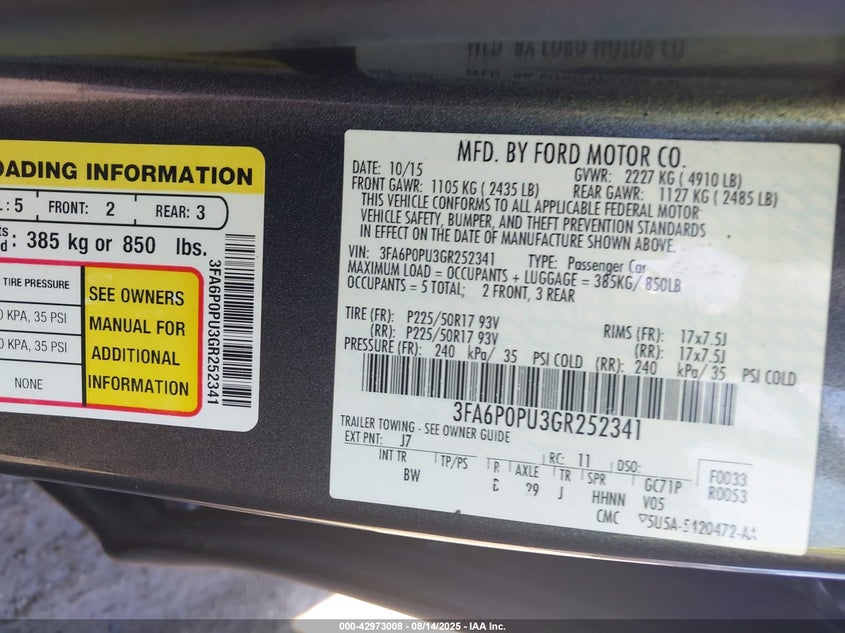 MFD. BY FORD MOTOR CO
OADING INFORMATION
: 5 FRONT: 2 REAR: 3
: 385 kg or 850 lbs.
TIRE PRESSURE
KPA, 35 PSI
KPA, 35 PSI
NONE
SEE OWNERS
MANUAL FOR
ADDITIONAL
INFORMATION
3FA6P0PU3GR252341
MFD. BY FORD MOTOR CO.
DATE: 10/15 GVWR: 2227 KG ( 4910 LB)
FRONT GAWR: 1105 KG ( 2435 LB) REAR GAWR: 1127 KG ( 2485 LB)
THIS VEHICLE CONFORMS TO ALL APPLICABLE FEDERAL MOTOR
VEHICLE SAFETY, BUMPER, AND THEFT PREVENTION STANDARDS
IN EFFECT ON THE DATE OF MANUFACTURE SHOWN ABOVE.
VIN: 3FA6P0PU3GR252341 TYPE: Passenger Car
MAXIMUM LOAD = OCCUPANTS + LUGGAGE = 385KG/ 850LB
OCCUPANTS = 5 TOTAL; 2 FRONT, 3 REAR
TIRE (FR): P225/50R17 93V RIMS (FR): 17x7.5J
(RR): P225/50R17 93V (RR): 17x7.5J
PRESSURE (FR): 240 kPa/ 35 PSI COLD (RR): 240 kPa/ 35 PSI COLD
3FA6P0PU3GR252341
TRAILER TOWING - SEE OWNER GUIDE
EXT PNT: J7 RC: 11 DSO: F0033
INT TR TP/PS R AXLE TR SPR GC71P R0053
BW J HHNN V05
CMC
000-42973008 - 08/14/2025 - IAA Inc.